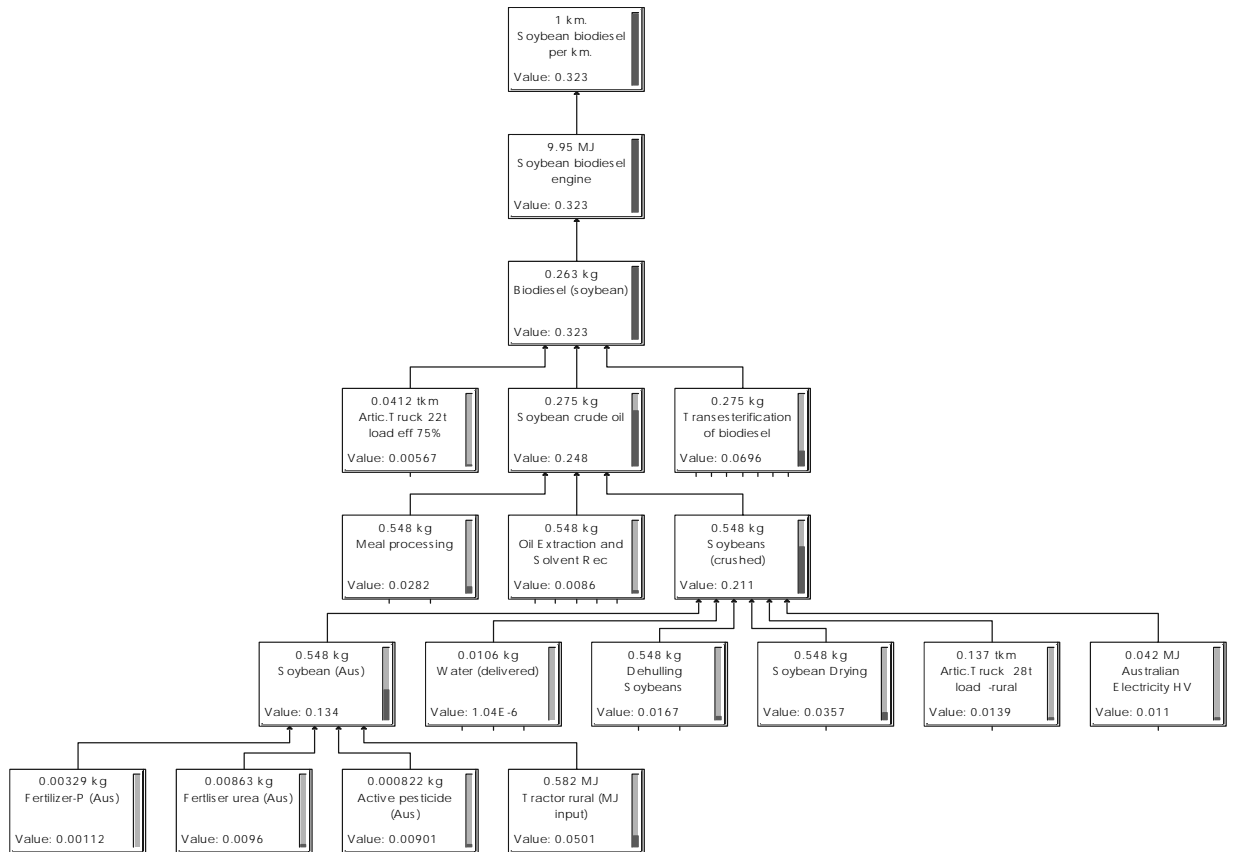 1 km.
Soybean biodiesel
per km.
Value: 0.323
9.95 MJ
Soybean biodiesel
engine
Value: 0.323
0.263 kg
Biodiesel (soybean)
Value: 0.323
0.0412 tkm
Artic.Truck 22t
load eff 75%
Value: 0.00567
0.275 kg
Soybean crude oil
Value: 0.248
0.275 kg
Transesterification
of biodiesel
Value: 0.0696
0.548 kg
Meal processing
Value: 0.0282
0.548 kg
Oil Extraction and
Solvent Rec
Value: 0.0086
0.548 kg
Soybeans
(crushed)
Value: 0.211
0.548 kg
Soybean (Aus)
Value: 0.134
0.0106 kg
Water (delivered)
Value: 1.04E-6
0.548 kg
Dehulling
Soybeans
Value: 0.0167
0.548 kg
Soybean Drying
Value: 0.0357
0.137 tkm
Artic.Truck 28t
load -rural
Value: 0.0139
0.042 MJ
Australian
Electricity HV
Value: 0.011
0.00329 kg
Fertilizer-P (Aus)
Value: 0.00112
0.00863 kg
Fertliser urea (Aus)
Value: 0.0096
0.000822 kg
Active pesticide
(Aus)
Value: 0.00901
0.582 MJ
Tractor rural (MJ
input)
Value: 0.0501